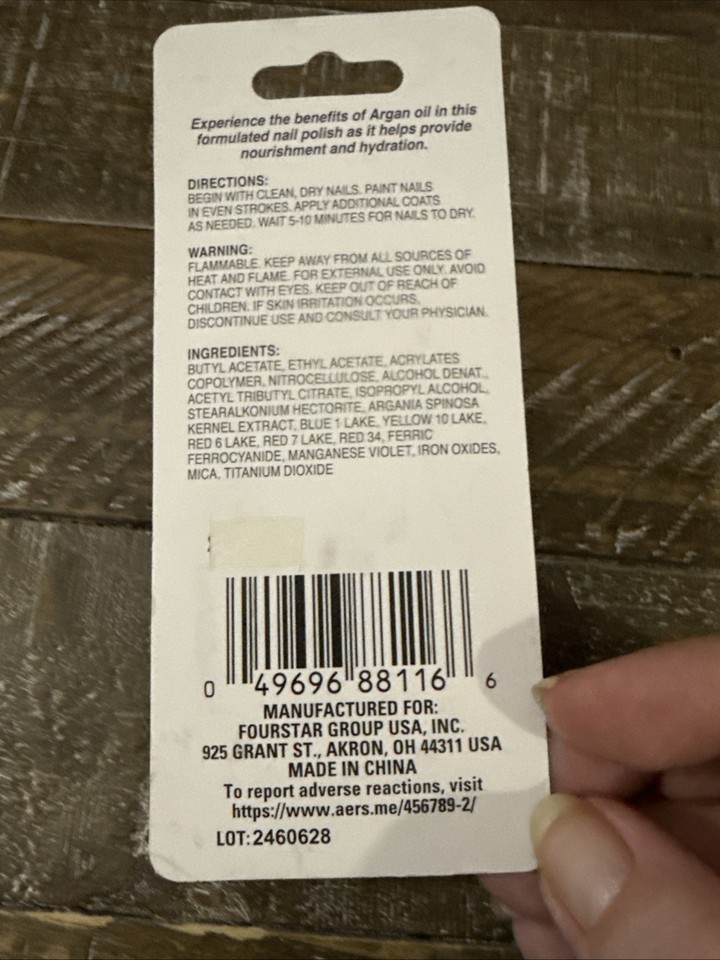 Experience the benefits of Argan oil in this
formulated nail polish as it helps provide
nourishment and hydration.
DIRECTIONS:
BEGIN WITH CLEAN, DRY NAILS. PAINT NAILS
IN EVEN STROKES. APPLY ADDITIONAL COATS
AS NEEDED. WAIT 5-10 MINUTES FOR NAILS TO DRY.
WARNING:
FLAMMABLE. KEEP AWAY FROM ALL SOURCES OF
HEAT AND FLAME. FOR EXTERNAL USE ONLY. AVOID
CONTACT WITH EYES. KEEP OUT OF REACH OF
CHILDREN. IF SKIN IRRITATION OCCURS,
DISCONTINUE USE AND CONSULT YOUR PHYSICIAN.
INGREDIENTS:
BUTYL ACETATE, ETHYL ACETATE, ACRYLATES
COPOLYMER, NITROCELLULOSE, ALCOHOL DENAT.,
ACETYL TRIBUTYL CITRATE, ISOPROPYL ALCOHOL,
STEARALKONIUM HECTORITE, ARGANIA SPINOSA
KERNEL EXTRACT, BLUE 1 LAKE, YELLOW 10 LAKE,
RED 6 LAKE, RED 7 LAKE, RED 34, FERRIC
FERROCYANIDE, MANGANESE VIOLET, IRON OXIDES,
MICA, TITANIUM DIOXIDE
0 49696 88116 6
MANUFACTURED FOR:
FOURSTAR GROUP USA, INC.
925 GRANT ST., AKRON, OH 44311 USA
MADE IN CHINA
To report adverse reactions, visit
https://www.aers.me/456789-2/
LOT:2460628